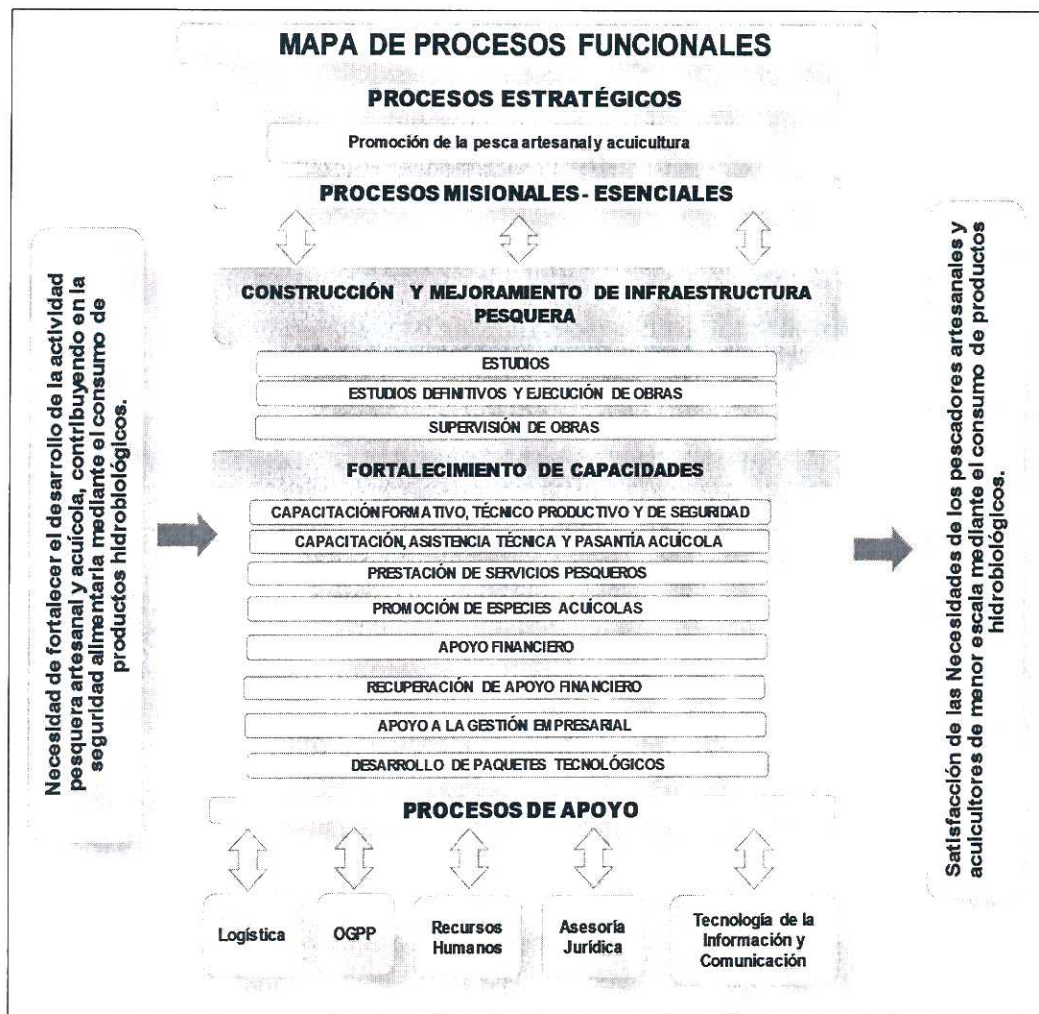 MAPA DE PROCESOS FUNCIONALES
PROCESOS ESTRATÉGICOS
Promoción de la pesca artesanal y acuicultura
PROCESOS MISIONALES - ESENCIALES
Necesidad de fortalecer el desarrollo de la actividad
pesquera artesanal y acuícola, contribuyendo en la
seguridad alimentaria mediante el consumo de
productos hidrobiológicos.
CONSTRUCCIÓN Y MEJORAMIENTO DE INFRAESTRUCTURA
PESQUERA
ESTUDIOS
ESTUDIOS DEFINITIVOS Y EJECUCIÓN DE OBRAS
SUPERVISIÓN DE OBRAS
FORTALECIMIENTO DE CAPACIDADES
CAPACITACIÓN FORMATIVO, TÉCNICO PRODUCTIVO Y DE SEGURIDAD
CAPACITACIÓN, ASISTENCIA TÉCNICA Y PASANTÍA ACUÍCOLA
PRESTACIÓN DE SERVICIOS PESQUEROS
PROMOCIÓN DE ESPECIES ACUÍCOLAS
APOYO FINANCIERO
RECUPERACIÓN DE APOYO FINANCIERO
APOYO A LA GESTIÓN EMPRESARIAL
DESARROLLO DE PAQUETES TECNOLÓGICOS
Satisfacción de las Necesidades de los pescadores artesanales y
acuicultores de menor escala mediante el consumo de productos
hidrobiológicos.
PROCESOS DE APOYO
Logística
OGPP
Recursos
Humanos
Asesoría
Jurídica
Tecnología de la
Información y
Comunicación